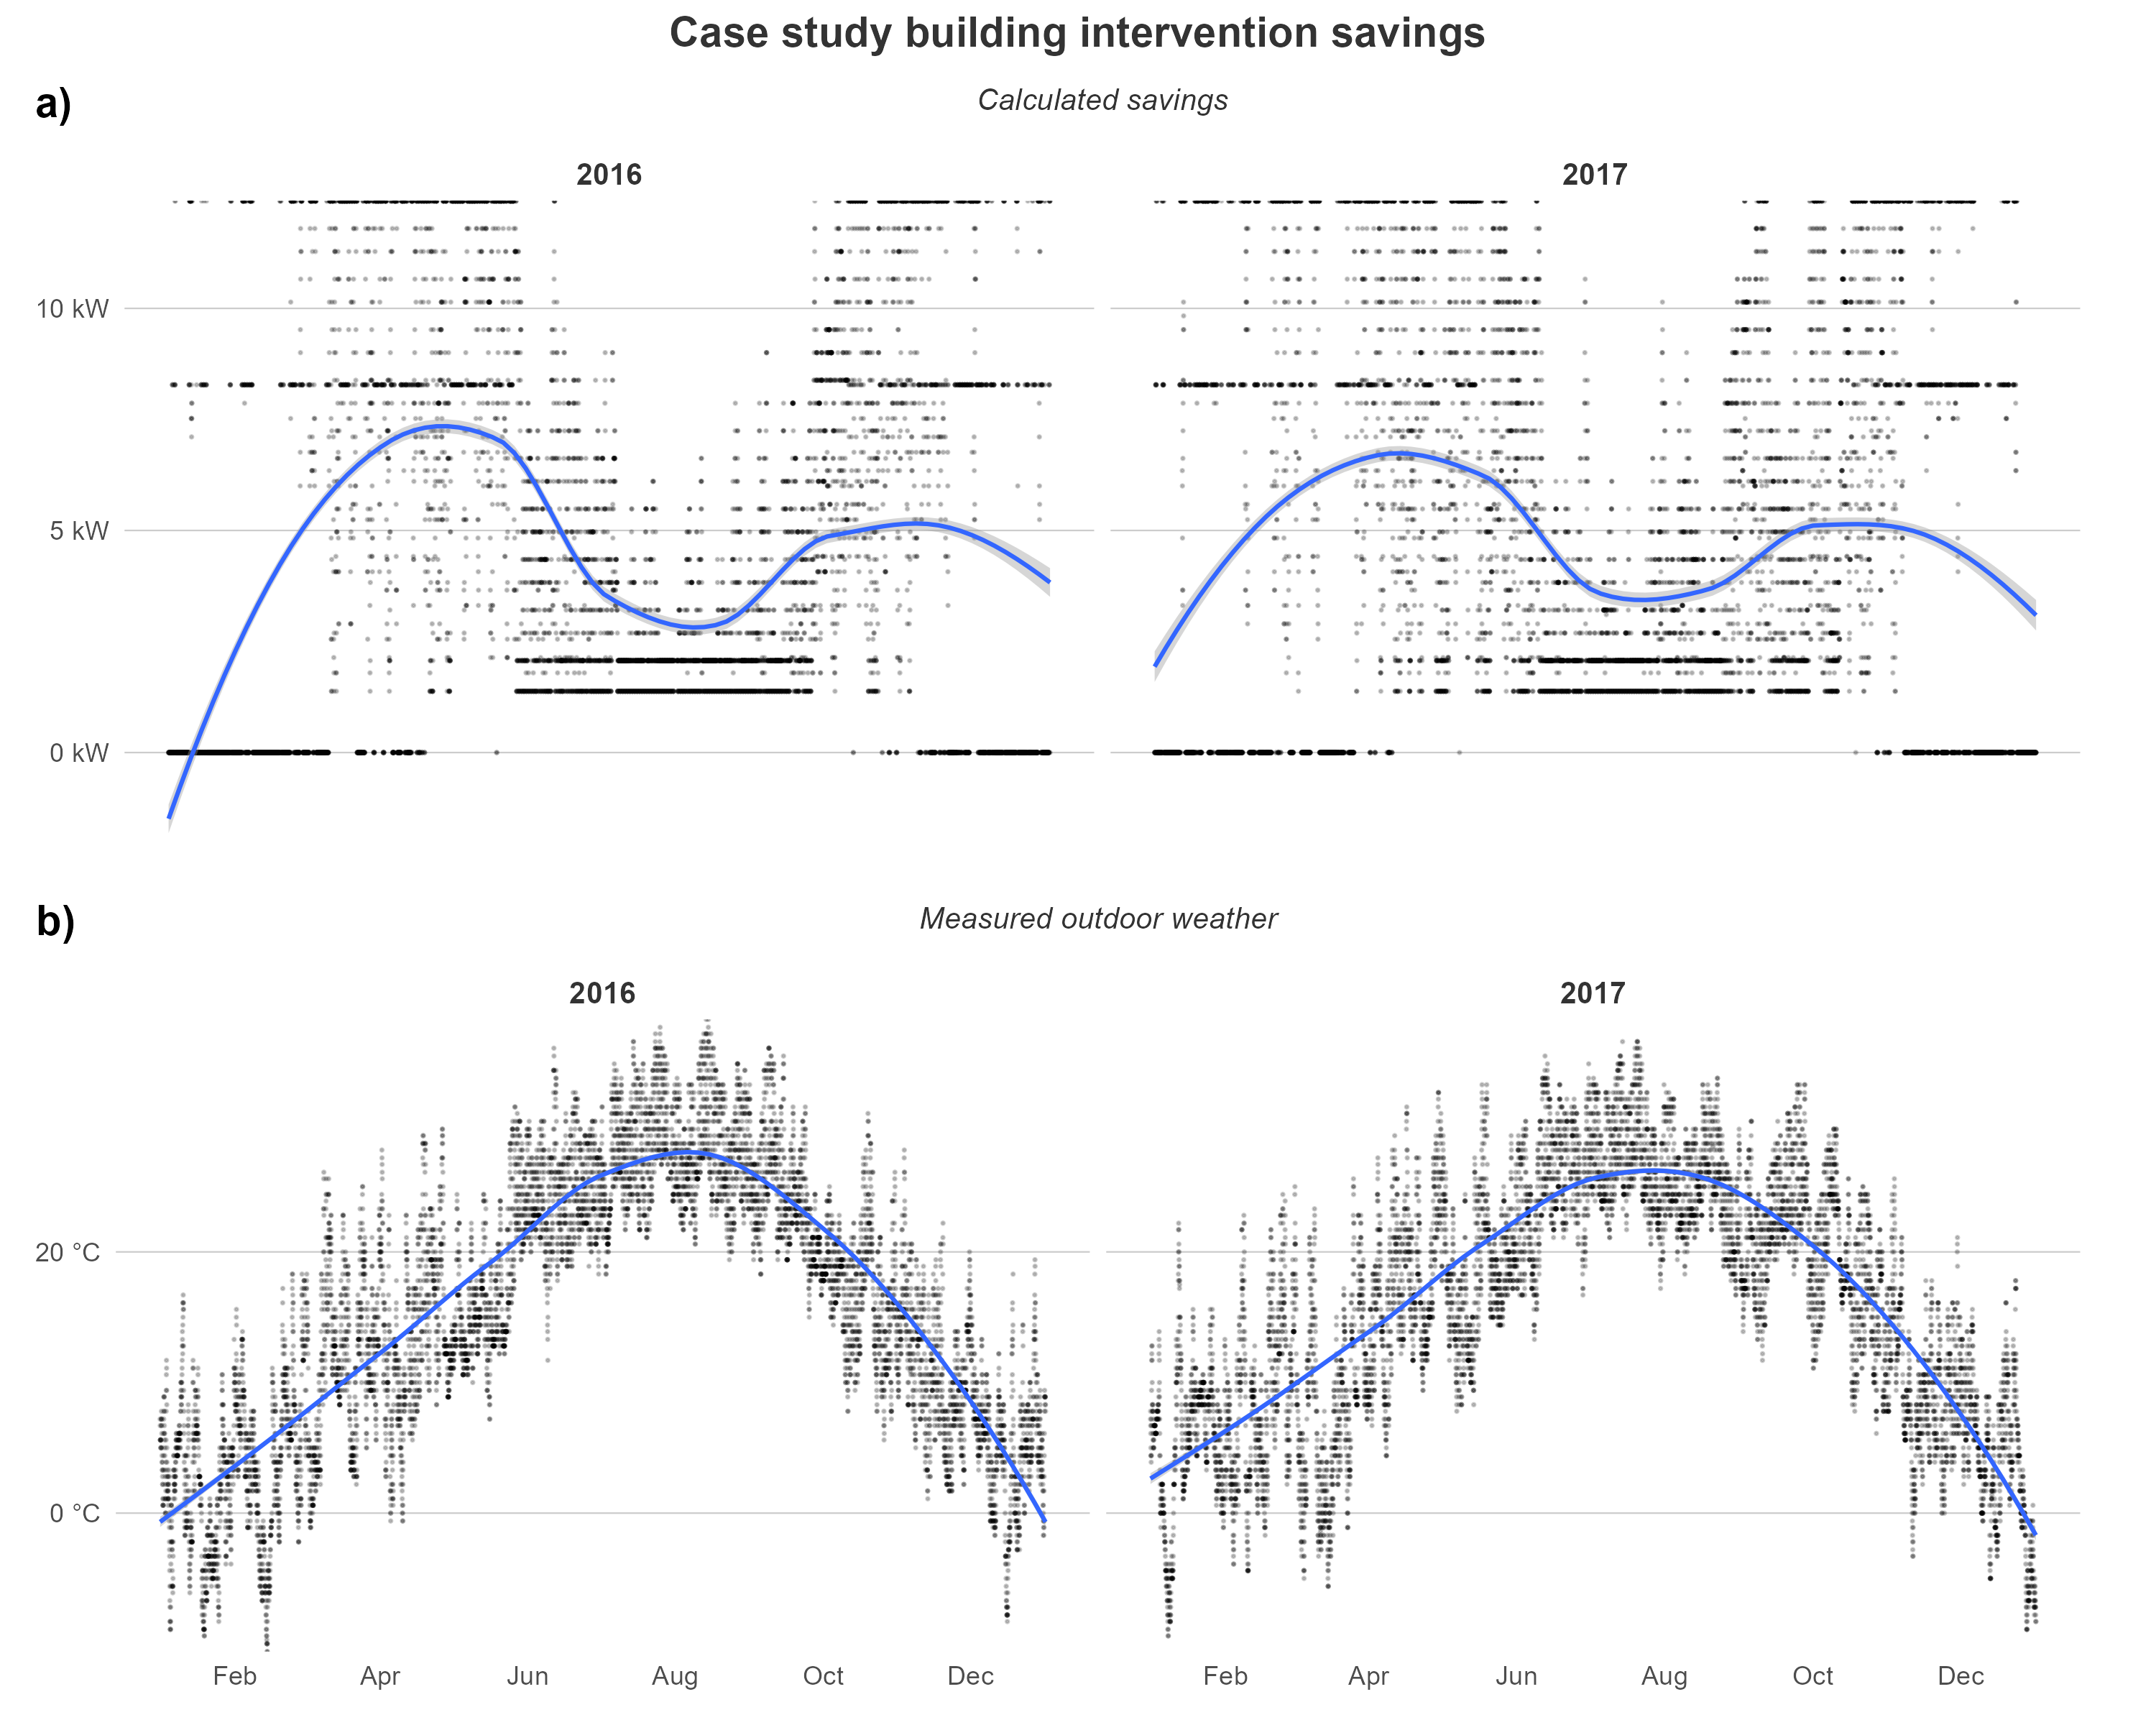 Case study building intervention savings
a)
Calculated savings
2016 2017
10 kW
5 kW
0 kW
b)
Measured outdoor weather
2016 2017
20 °C
0 °C
Feb Apr Jun Aug Oct Dec Feb Apr Jun Aug Oct Dec